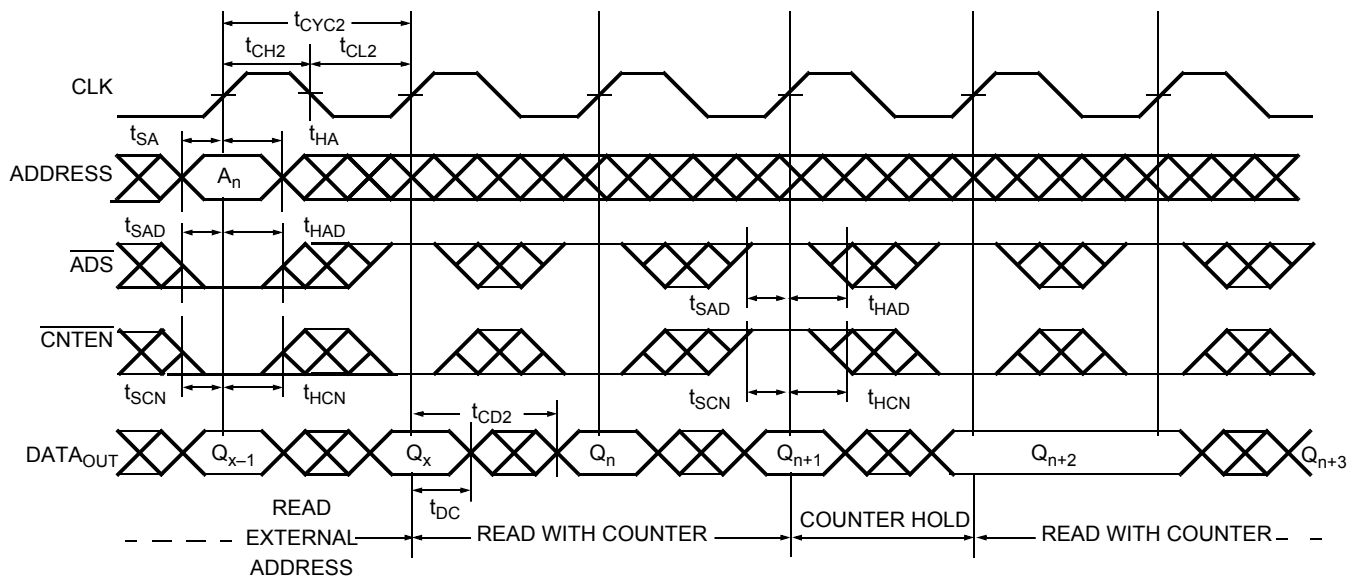 tCYC2
tCH2 tCL2
CLK
tSA tHA
ADDRESS An
tSAD tHAD
ADS
tSAD tHAD
CNTEN
tSCN tHCN tSCN tHCN
tCD2
DATAOUT Qx–1 Qx Qn Qn+1 Qn+2 Qn+3
tDC
READ
EXTERNAL
ADDRESS
READ WITH COUNTER COUNTER HOLD READ WITH COUNTER